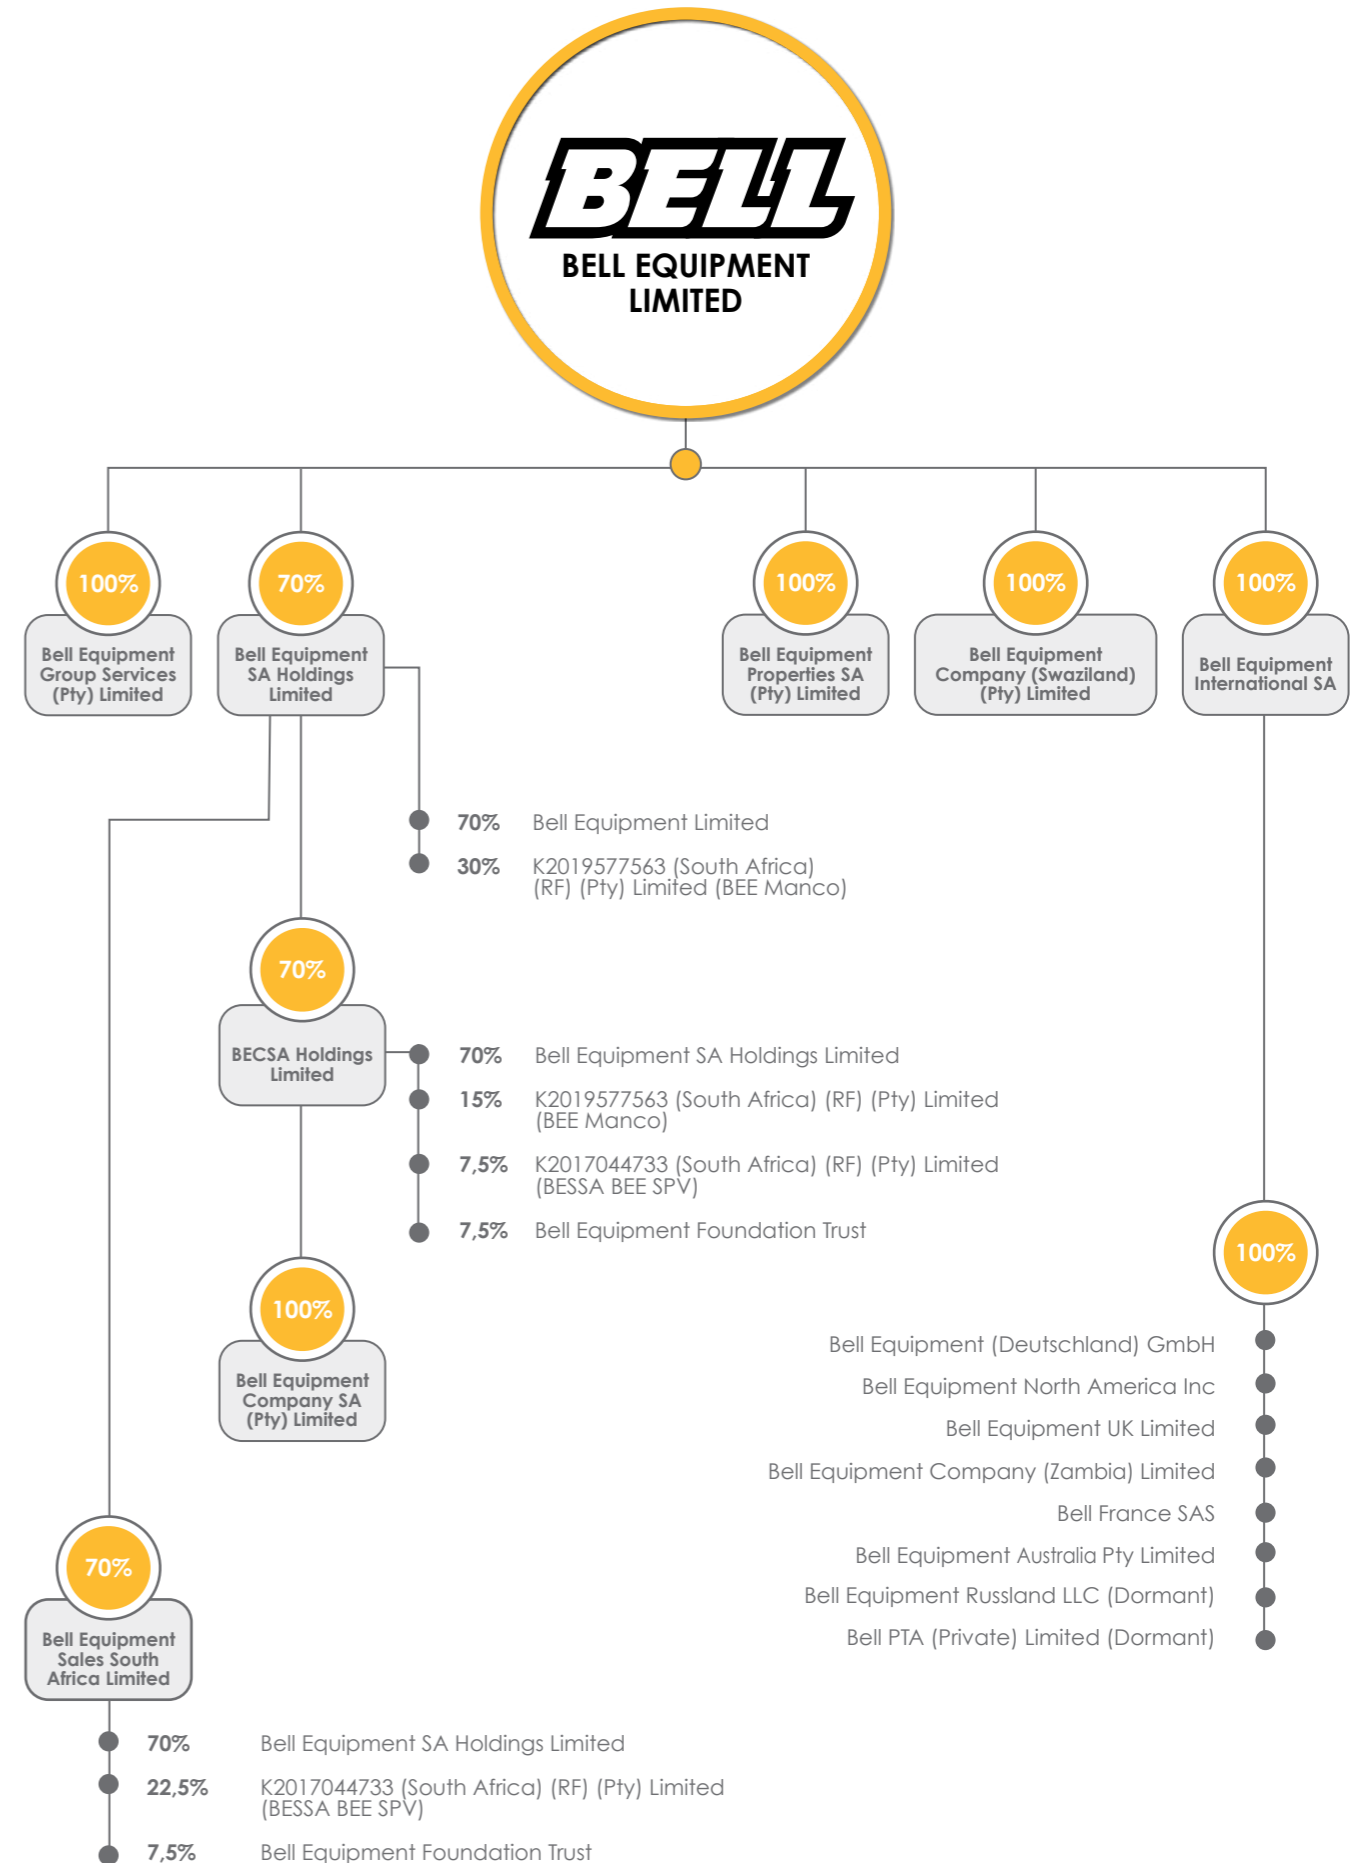 BELL
BELL EQUIPMENT
LIMITED
100%
Bell Equipment
Group Services
(Pty) Limited
70%
Bell Equipment
SA Holdings
Limited
100%
Bell Equipment
Properties SA
(Pty) Limited
100%
Bell Equipment
Company (Swaziland)
(Pty) Limited
100%
Bell Equipment
International SA
70% Bell Equipment Limited
30% K2019577563 (South Africa)
(RF) (Pty) Limited (BEE Manco)
70%
BECSA Holdings
Limited
70% Bell Equipment SA Holdings Limited
15% K2019577563 (South Africa) (RF) (Pty) Limited
(BEE Manco)
7,5% K2017044733 (South Africa) (RF) (Pty) Limited
(BESSA BEE SPV)
7,5% Bell Equipment Foundation Trust
100%
Bell Equipment
Company SA
(Pty) Limited
100%
Bell Equipment (Deutschland) GmbH
Bell Equipment North America Inc
Bell Equipment UK Limited
Bell Equipment Company (Zambia) Limited
Bell France SAS
Bell Equipment Australia Pty Limited
Bell Equipment Russland LLC (Dormant)
Bell PTA (Private) Limited (Dormant)
70%
Bell Equipment
Sales South
Africa Limited
70% Bell Equipment SA Holdings Limited
22,5% K2017044733 (South Africa) (RF) (Pty) Limited
(BESSA BEE SPV)
7,5% Bell Equipment Foundation Trust